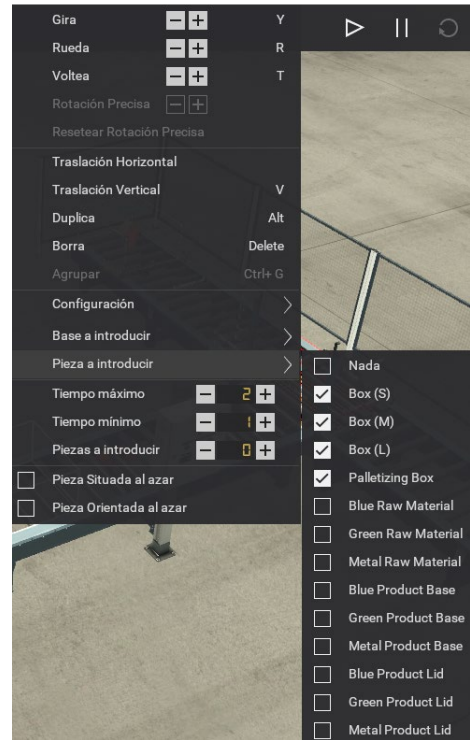 Gira − + Y
Rueda − + R
Voltea − + T
Rotación Precisa − +
Resetear Rotación Precisa
Traslación Horizontal
Traslación Vertical V
Duplica Alt
Borra Delete
Agrupar Ctrl+ G
Configuración
Base a introducir
Pieza a introducir
Tiempo máximo − 2 +
Tiempo mínimo − 1 +
Piezas a introducir − 0 +
Pieza Situada al azar
Pieza Orientada al azar
Nada
Box (S)
Box (M)
Box (L)
Palletizing Box
Blue Raw Material
Green Raw Material
Metal Raw Material
Blue Product Base
Green Product Base
Metal Product Base
Blue Product Lid
Green Product Lid
Metal Product Lid